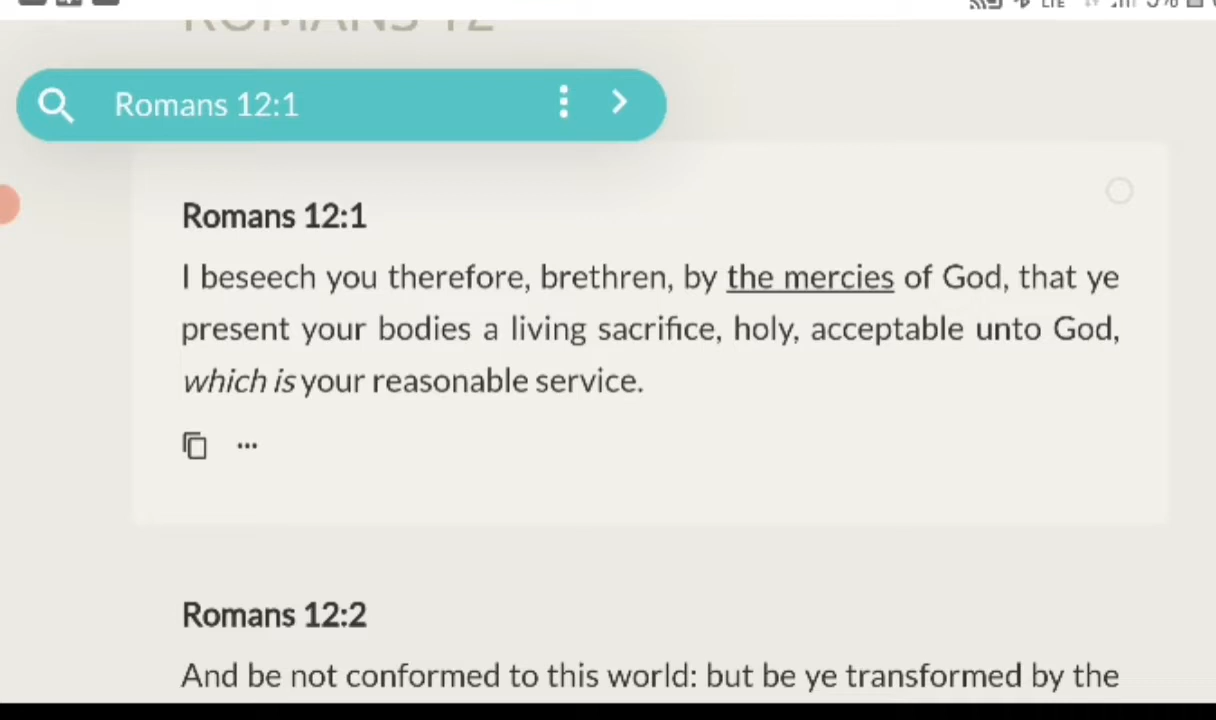 ROMANS 12
Romans 12:1
Romans 12:1
I beseech you therefore, brethren, by the mercies of God, that ye
present your bodies a living sacrifice, holy, acceptable unto God,
which is your reasonable service.
Romans 12:2
And be not conformed to this world: but be ye transformed by the